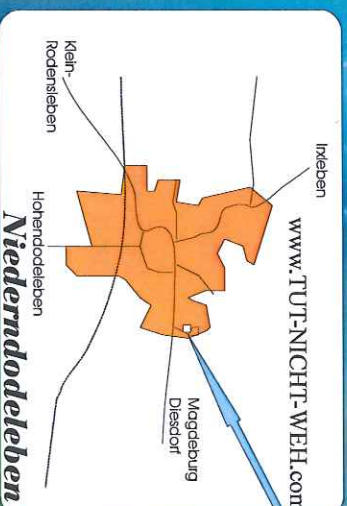 www.TUT-NICHT-WEH.com
Irxleben
Magdeburg
Diesdorf
Klein-
Rodensleben
Hohendodeleben
Niederndodeleben